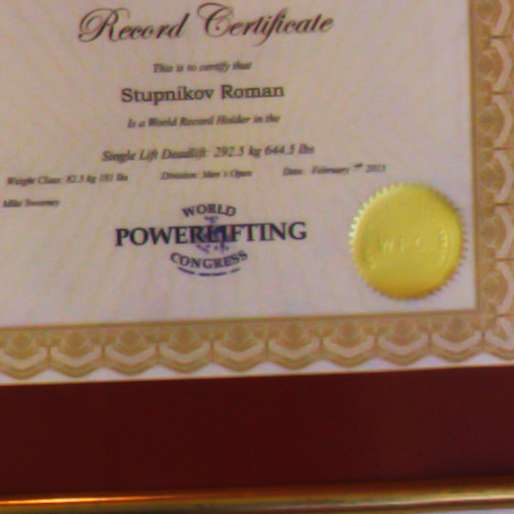 Record Certificate
This is to certify that
Stupnikov Roman
Is a World Record Holder in the
Single Lift Deadlift 292.5 kg 644.5 lbs
Weight Class: 82.5 kg 181 lbs Division: Men's Open Date: February 7th 2015
Mike Sweeney
WORLD
POWERLIFTING
CONGRESS
WPC